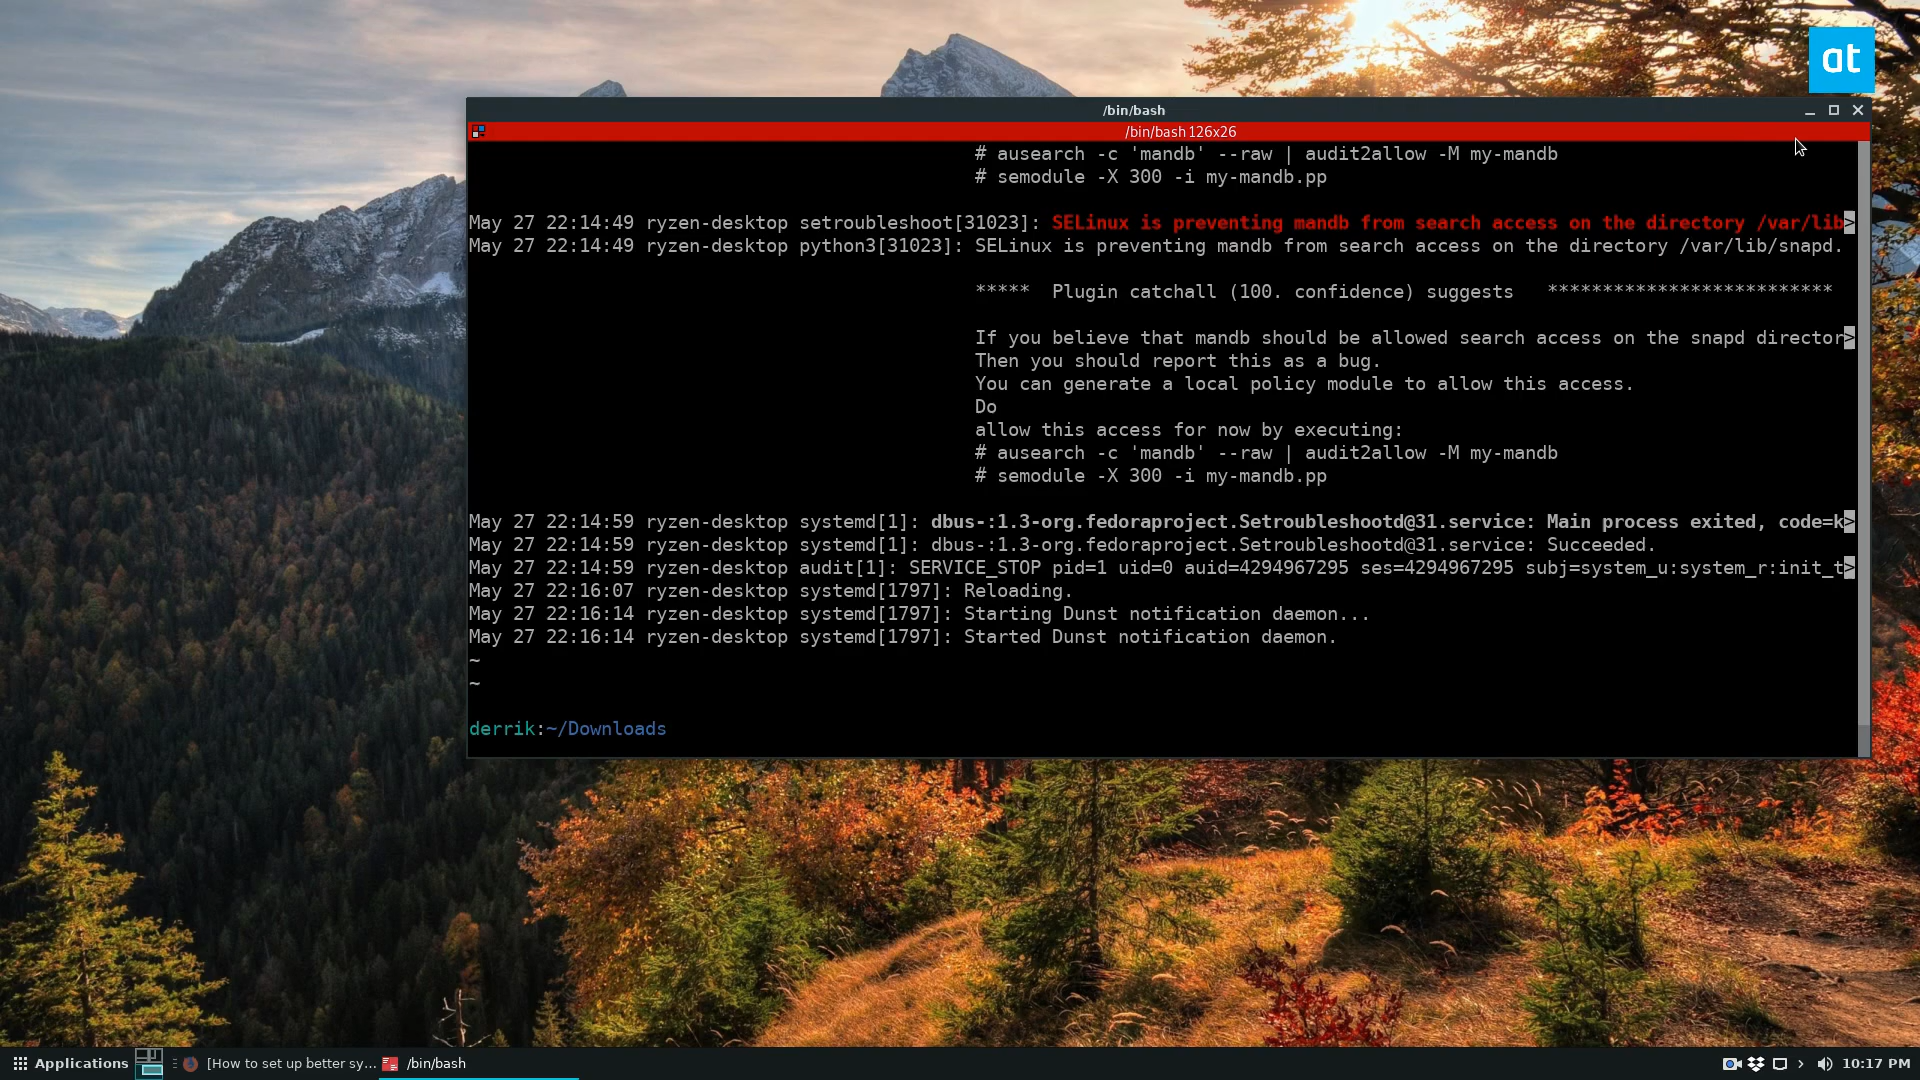 at
/bin/bash
/bin/bash 126x26
# ausearch -c 'mandb' --raw | audit2allow -M my-mandb
# semodule -X 300 -i my-mandb.pp
May 27 22:14:49 ryzen-desktop setroubleshoot[31023]: SELinux is preventing mandb from search access on the directory /var/lib>
May 27 22:14:49 ryzen-desktop python3[31023]: SELinux is preventing mandb from search access on the directory /var/lib/snapd.
***** Plugin catchall (100. confidence) suggests **************************
If you believe that mandb should be allowed search access on the snapd director>
Then you should report this as a bug.
You can generate a local policy module to allow this access.
Do
allow this access for now by executing:
# ausearch -c 'mandb' --raw | audit2allow -M my-mandb
# semodule -X 300 -i my-mandb.pp
May 27 22:14:59 ryzen-desktop systemd[1]: dbus-:1.3-org.fedoraproject.Setroubleshootd@31.service: Main process exited, code=k>
May 27 22:14:59 ryzen-desktop systemd[1]: dbus-:1.3-org.fedoraproject.Setroubleshootd@31.service: Succeeded.
May 27 22:14:59 ryzen-desktop audit[1]: SERVICE_STOP pid=1 uid=0 auid=4294967295 ses=4294967295 subj=system_u:system_r:init_t>
May 27 22:16:07 ryzen-desktop systemd[1797]: Reloading.
May 27 22:16:14 ryzen-desktop systemd[1797]: Starting Dunst notification daemon...
May 27 22:16:14 ryzen-desktop systemd[1797]: Started Dunst notification daemon.
~
~
derrik:~/Downloads
Applications [How to set up better sy... /bin/bash 10:17 PM